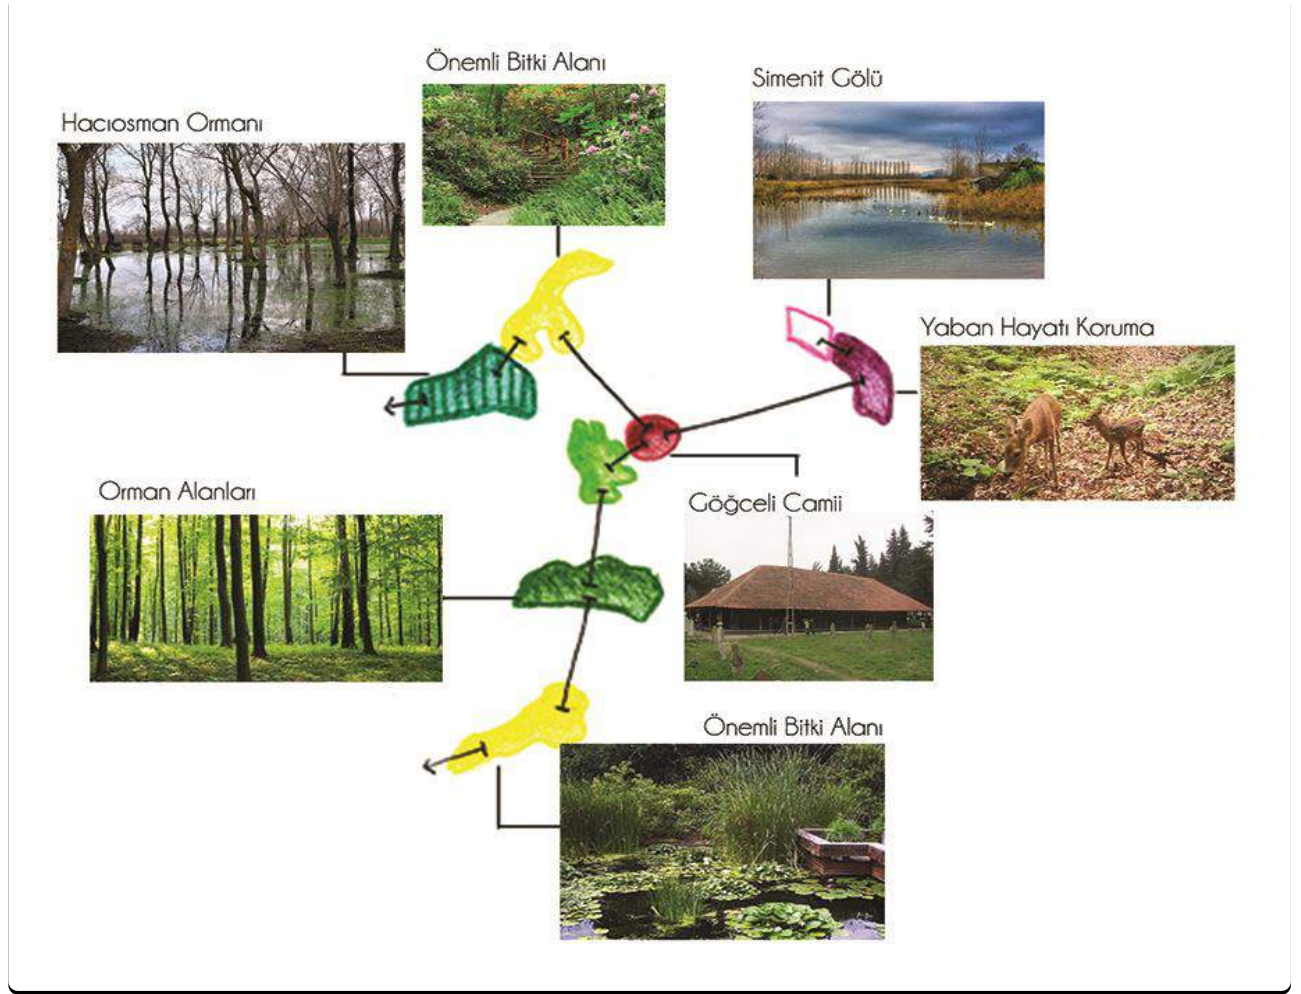 Önemli Bitki Alanı
Simenit Gölü
Hacıosman Ormanı
Yaban Hayatı Koruma
Orman Alanları
Göğceli Camii
Önemli Bitki Alanı